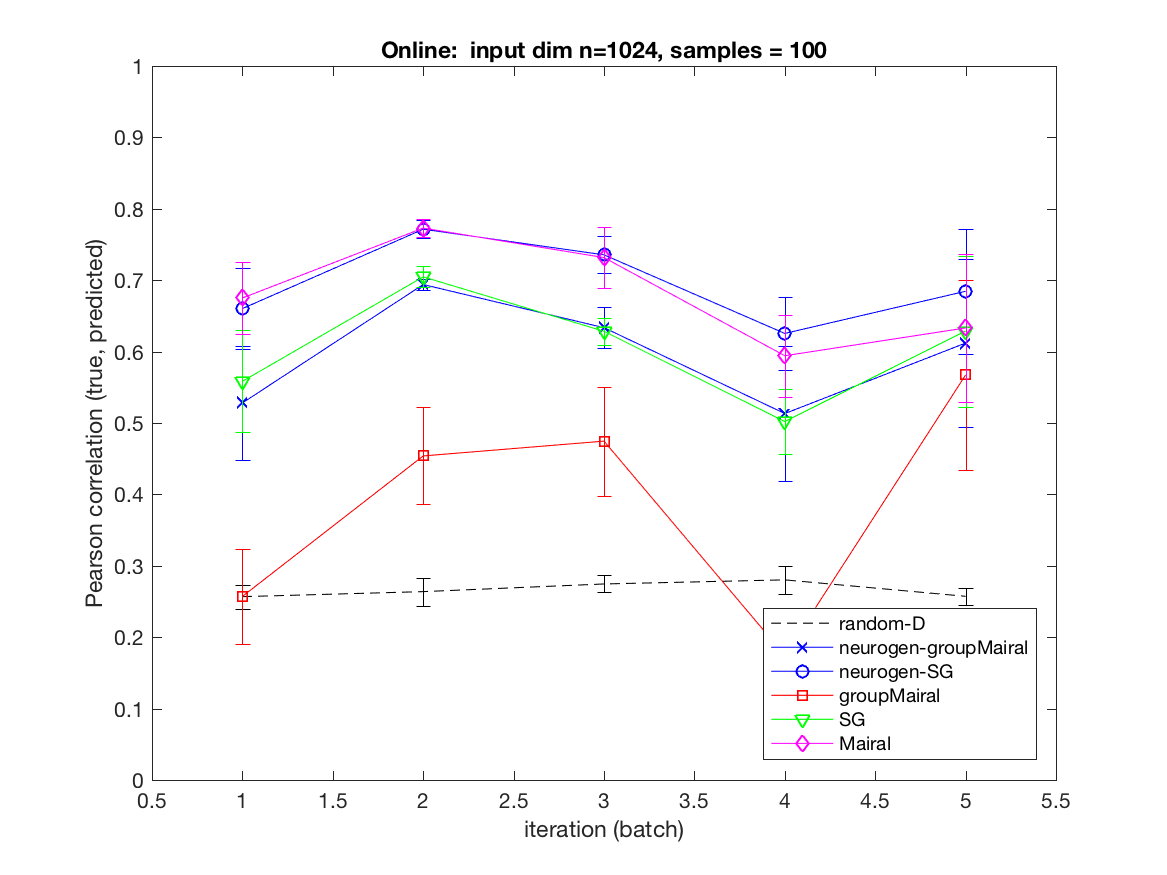 Online:  input dim n=1024, samples = 100
1
0.9
0.8
0.7
0.6
0.5
0.4
0.3
0.2
0.1
0
Pearson correlation (true, predicted)
random-D
neurogen-groupMairal
neurogen-SG
groupMairal
SG
Mairal
0.5 1 1.5 2 2.5 3 3.5 4 4.5 5 5.5
iteration (batch)